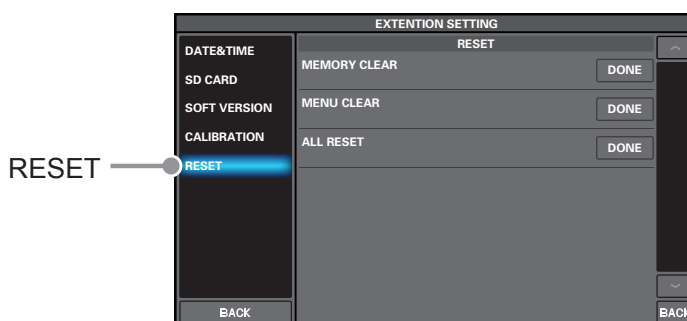 EXTENTION SETTING
DATE&TIME
SD CARD
SOFT VERSION
CALIBRATION
RESET
RESET
RESET
MEMORY CLEAR DONE
MENU CLEAR DONE
ALL RESET DONE
BACK
BACK